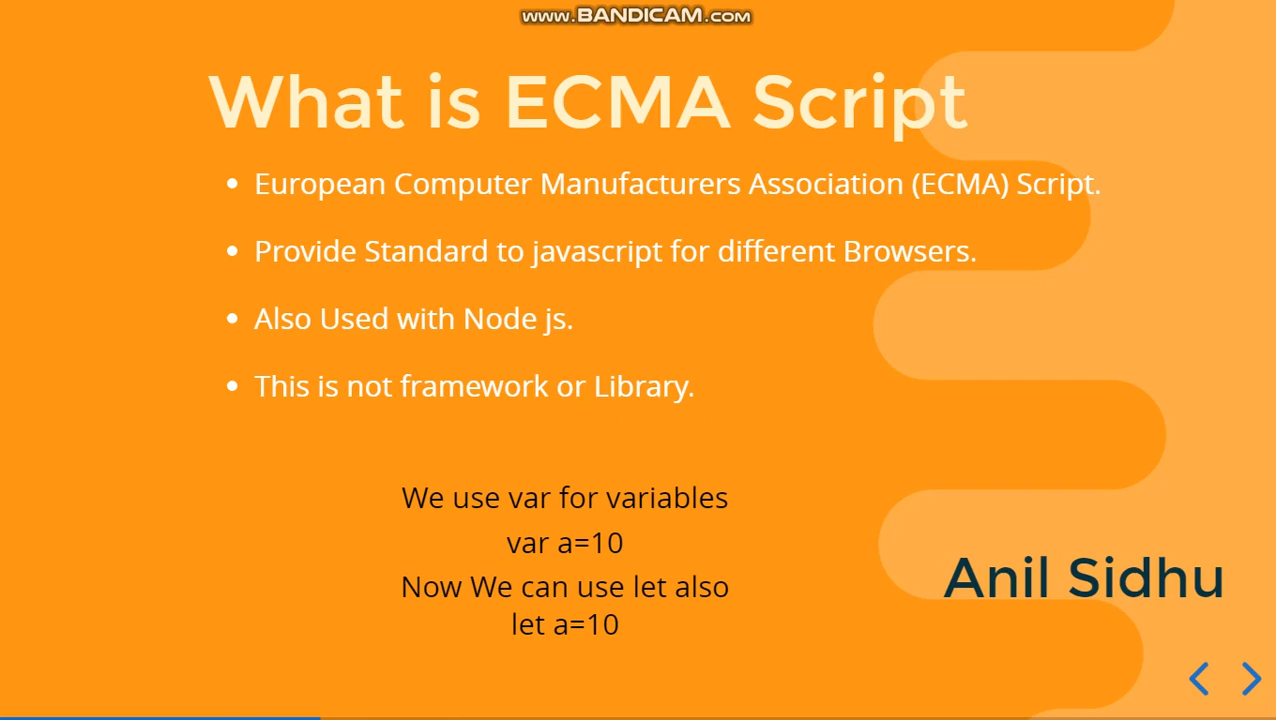 www.BANDICAM.com
What is ECMA Script
European Computer Manufacturers Association (ECMA) Script.
Provide Standard to javascript for different Browsers.
Also Used with Node js.
This is not framework or Library.
We use var for variables
var a=10
Now We can use let also
let a=10
Anil Sidhu